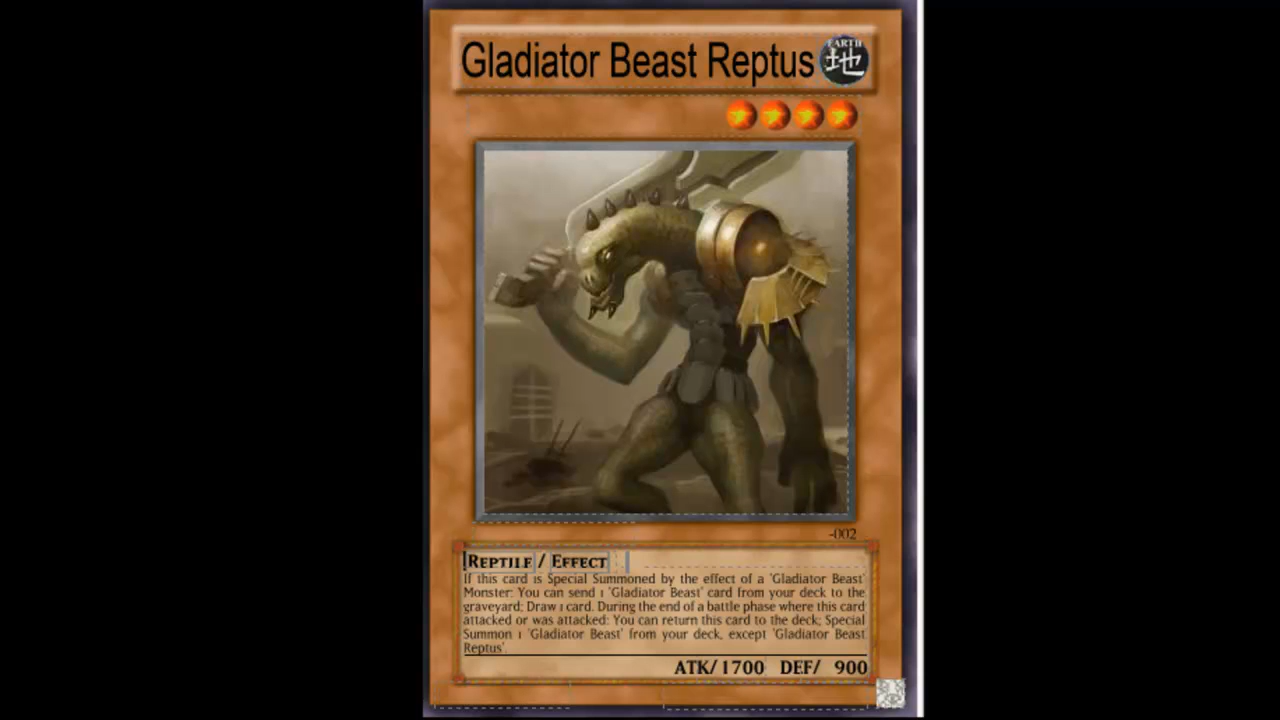 Gladiator Beast Reptus
EARTH
地
-002
REPTILE / EFFECT
If this card is Special Summoned by the effect of a 'Gladiator Beast'
Monster: You can send 1 'Gladiator Beast' card from your deck to the
graveyard; Draw 1 card. During the end of a battle phase where this card
attacked or was attacked: You can return this card to the deck; Special
Summon 1 'Gladiator Beast' from your deck, except 'Gladiator Beast
Reptus'.
ATK/ 1700 DEF/ 900